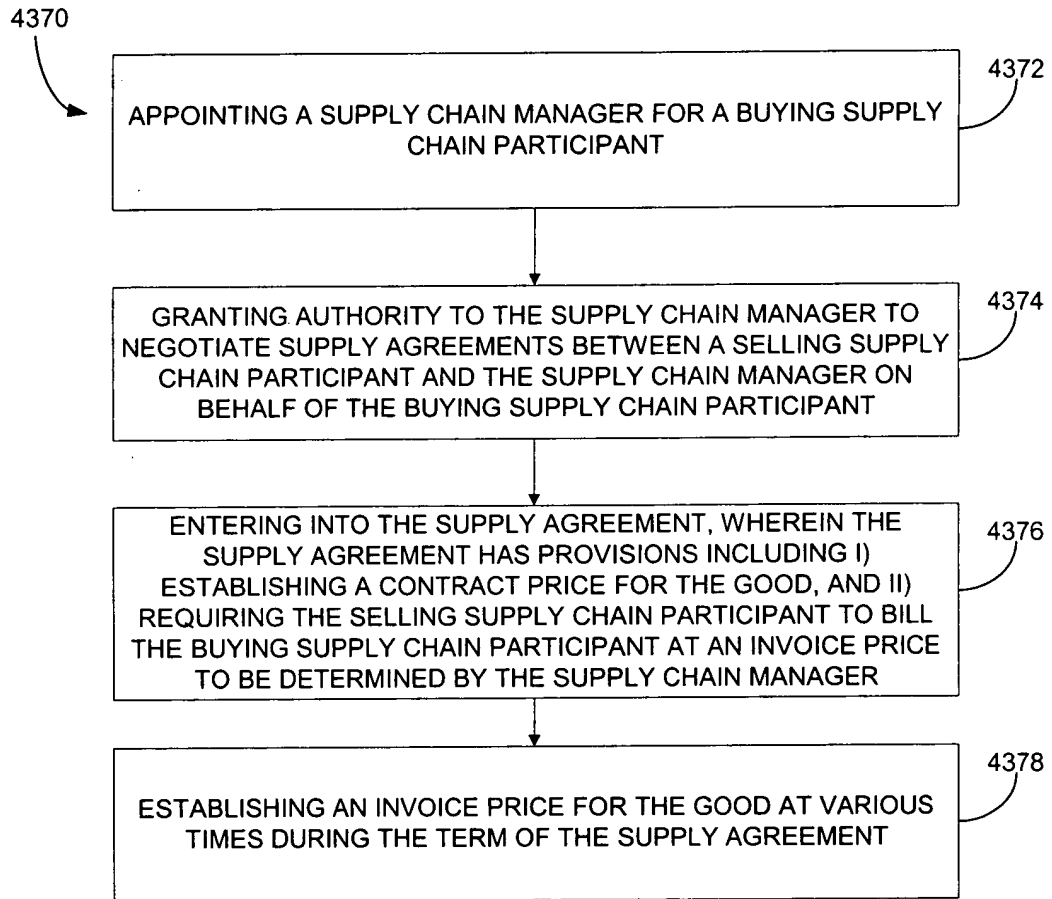 4370
APPOINTING A SUPPLY CHAIN MANAGER FOR A BUYING SUPPLY
CHAIN PARTICIPANT
4372
GRANTING AUTHORITY TO THE SUPPLY CHAIN MANAGER TO
NEGOTIATE SUPPLY AGREEMENTS BETWEEN A SELLING SUPPLY
CHAIN PARTICIPANT AND THE SUPPLY CHAIN MANAGER ON
BEHALF OF THE BUYING SUPPLY CHAIN PARTICIPANT
4374
ENTERING INTO THE SUPPLY AGREEMENT, WHEREIN THE
SUPPLY AGREEMENT HAS PROVISIONS INCLUDING I)
ESTABLISHING A CONTRACT PRICE FOR THE GOOD, AND II)
REQUIRING THE SELLING SUPPLY CHAIN PARTICIPANT TO BILL
THE BUYING SUPPLY CHAIN PARTICIPANT AT AN INVOICE PRICE
TO BE DETERMINED BY THE SUPPLY CHAIN MANAGER
4376
ESTABLISHING AN INVOICE PRICE FOR THE GOOD AT VARIOUS
TIMES DURING THE TERM OF THE SUPPLY AGREEMENT
4378